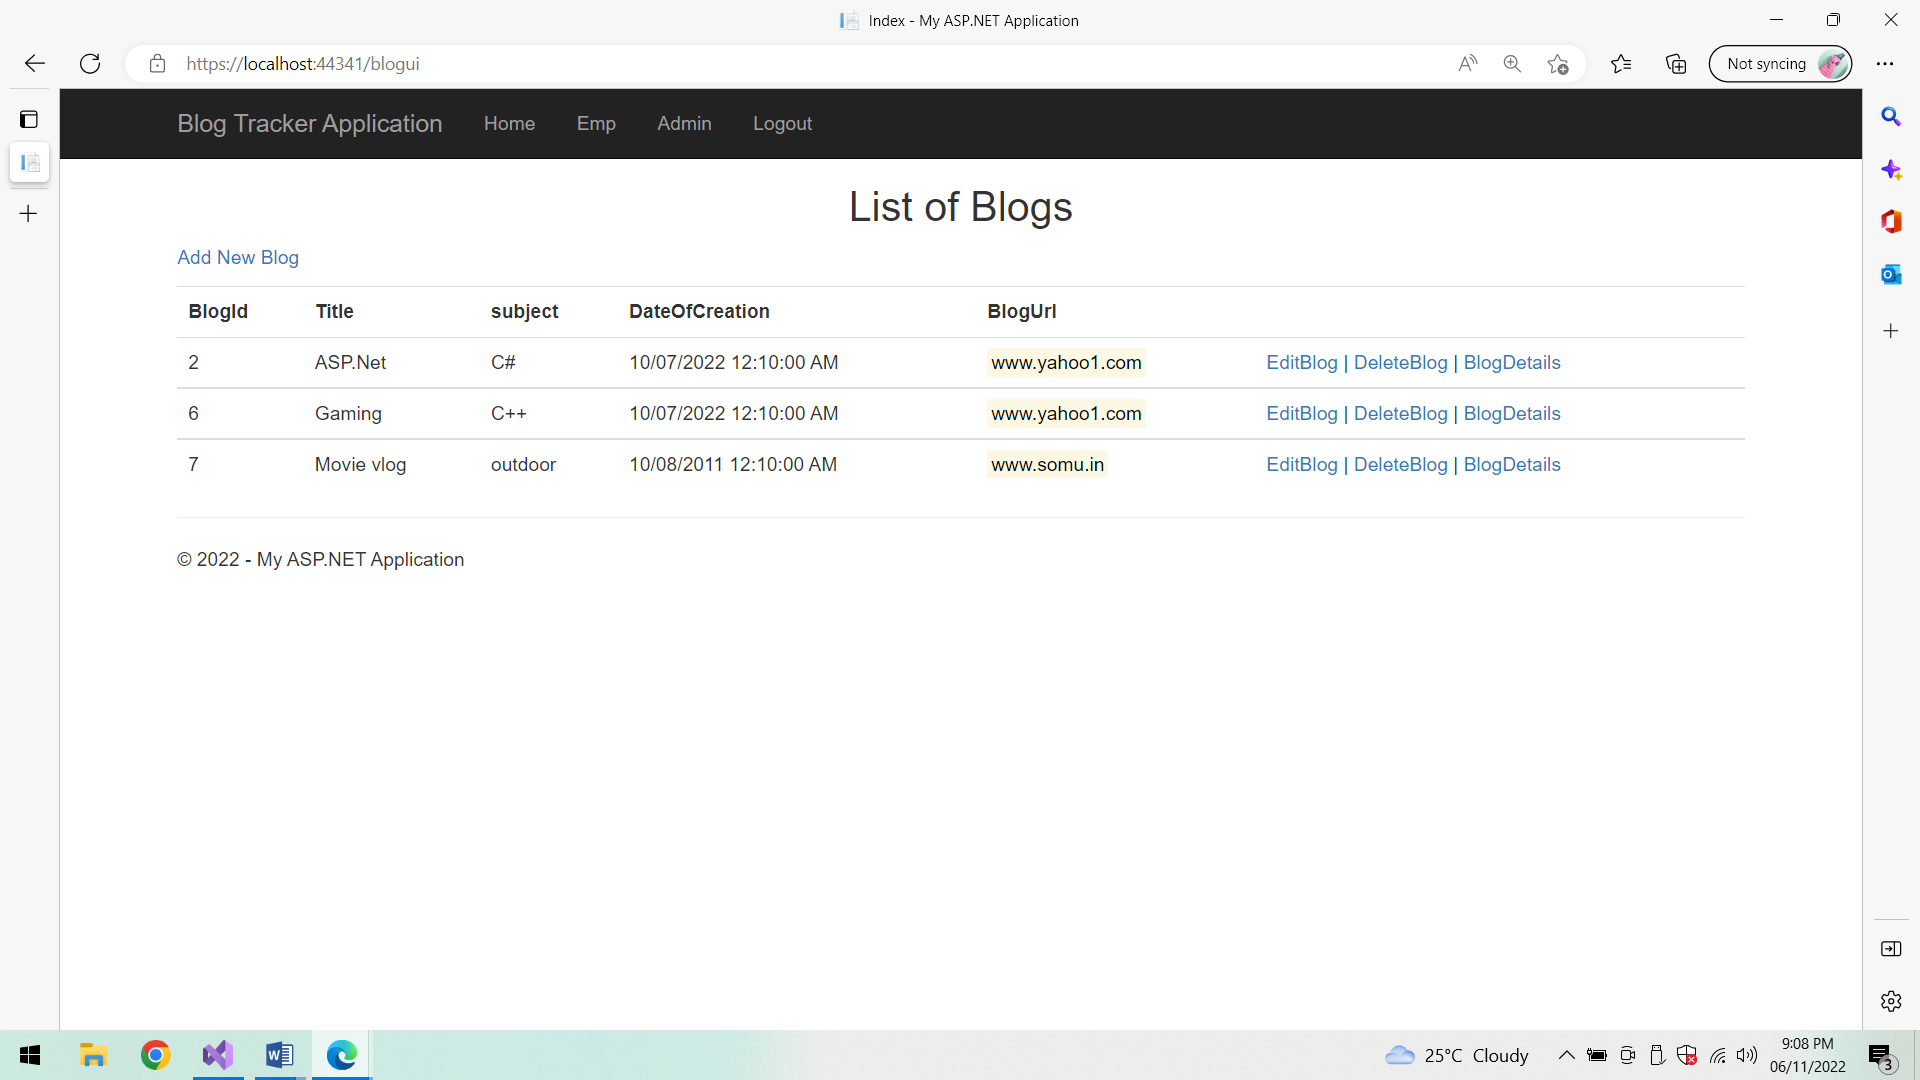 Index - My ASP.NET Application
https://localhost:44341/blogui
Not syncing
Blog Tracker Application Home Emp Admin Logout
List of Blogs
Add New Blog
BlogId Title subject DateOfCreation BlogUrl
2 ASP.Net C# 10/07/2022 12:10:00 AM www.yahoo1.com EditBlog | DeleteBlog | BlogDetails
6 Gaming C++ 10/07/2022 12:10:00 AM www.yahoo1.com EditBlog | DeleteBlog | BlogDetails
7 Movie vlog outdoor 10/08/2011 12:10:00 AM www.somu.in EditBlog | DeleteBlog | BlogDetails
© 2022 - My ASP.NET Application
25°C Cloudy
9:08 PM
06/11/2022
3